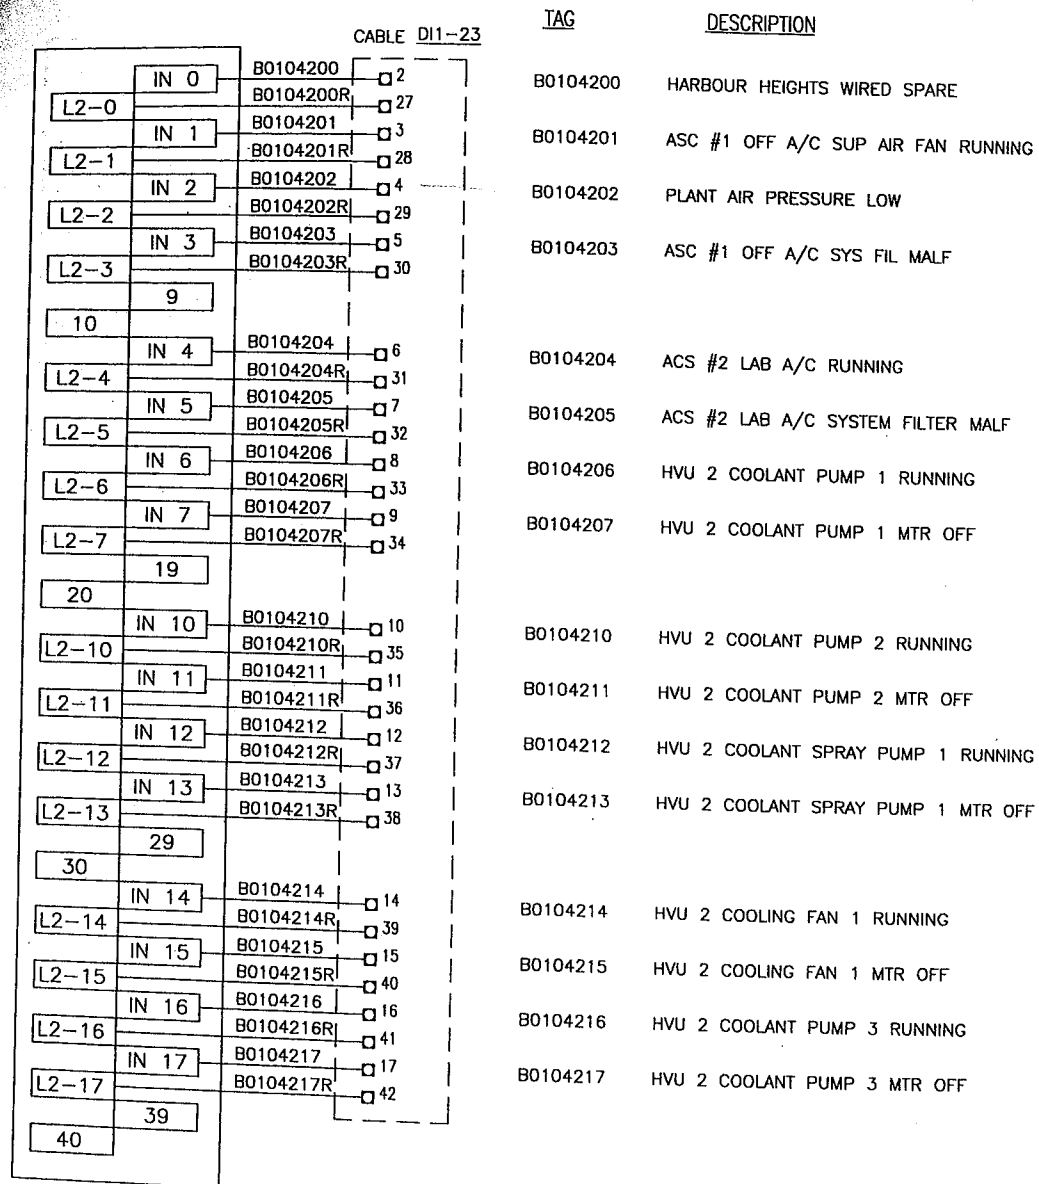 CABLE DI1-23 TAG DESCRIPTION
IN 0 B0104200 2 B0104200 HARBOUR HEIGHTS WIRED SPARE
L2-0 B0104200R 27
IN 1 B0104201 3 B0104201 ASC #1 OFF A/C SUP AIR FAN RUNNING
L2-1 B0104201R 28
IN 2 B0104202 4 B0104202 PLANT AIR PRESSURE LOW
L2-2 B0104202R 29
IN 3 B0104203 5 B0104203 ASC #1 OFF A/C SYS FIL MALF
L2-3 B0104203R 30
9
10
IN 4 B0104204 6 B0104204 ACS #2 LAB A/C RUNNING
L2-4 B0104204R 31
IN 5 B0104205 7 B0104205 ACS #2 LAB A/C SYSTEM FILTER MALF
L2-5 B0104205R 32
IN 6 B0104206 8 B0104206 HVU 2 COOLANT PUMP 1 RUNNING
L2-6 B0104206R 33
IN 7 B0104207 9 B0104207 HVU 2 COOLANT PUMP 1 MTR OFF
L2-7 B0104207R 34
19
20
IN 10 B0104210 10 B0104210 HVU 2 COOLANT PUMP 2 RUNNING
L2-10 B0104210R 35
IN 11 B0104211 11 B0104211 HVU 2 COOLANT PUMP 2 MTR OFF
L2-11 B0104211R 36
IN 12 B0104212 12 B0104212 HVU 2 COOLANT SPRAY PUMP 1 RUNNING
L2-12 B0104212R 37
IN 13 B0104213 13 B0104213 HVU 2 COOLANT SPRAY PUMP 1 MTR OFF
L2-13 B0104213R 38
29
30
IN 14 B0104214 14 B0104214 HVU 2 COOLING FAN 1 RUNNING
L2-14 B0104214R 39
IN 15 B0104215 15 B0104215 HVU 2 COOLING FAN 1 MTR OFF
L2-15 B0104215R 40
IN 16 B0104216 16 B0104216 HVU 2 COOLANT PUMP 3 RUNNING
L2-16 B0104216R 41
IN 17 B0104217 17 B0104217 HVU 2 COOLANT PUMP 3 MTR OFF
L2-17 B0104217R 42
39
40